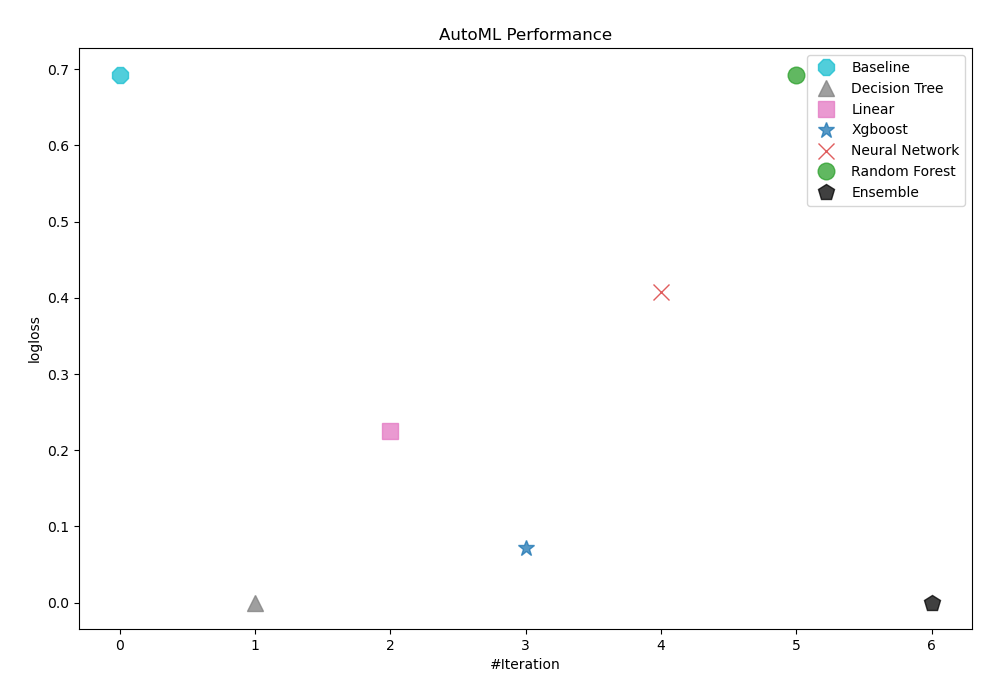 AutoML Performance
0.7
0.6
0.5
0.4
0.3
0.2
0.1
0.0
logloss
0 1 2 3 4 5 6
#Iteration
Baseline
Decision Tree
Linear
Xgboost
Neural Network
Random Forest
Ensemble